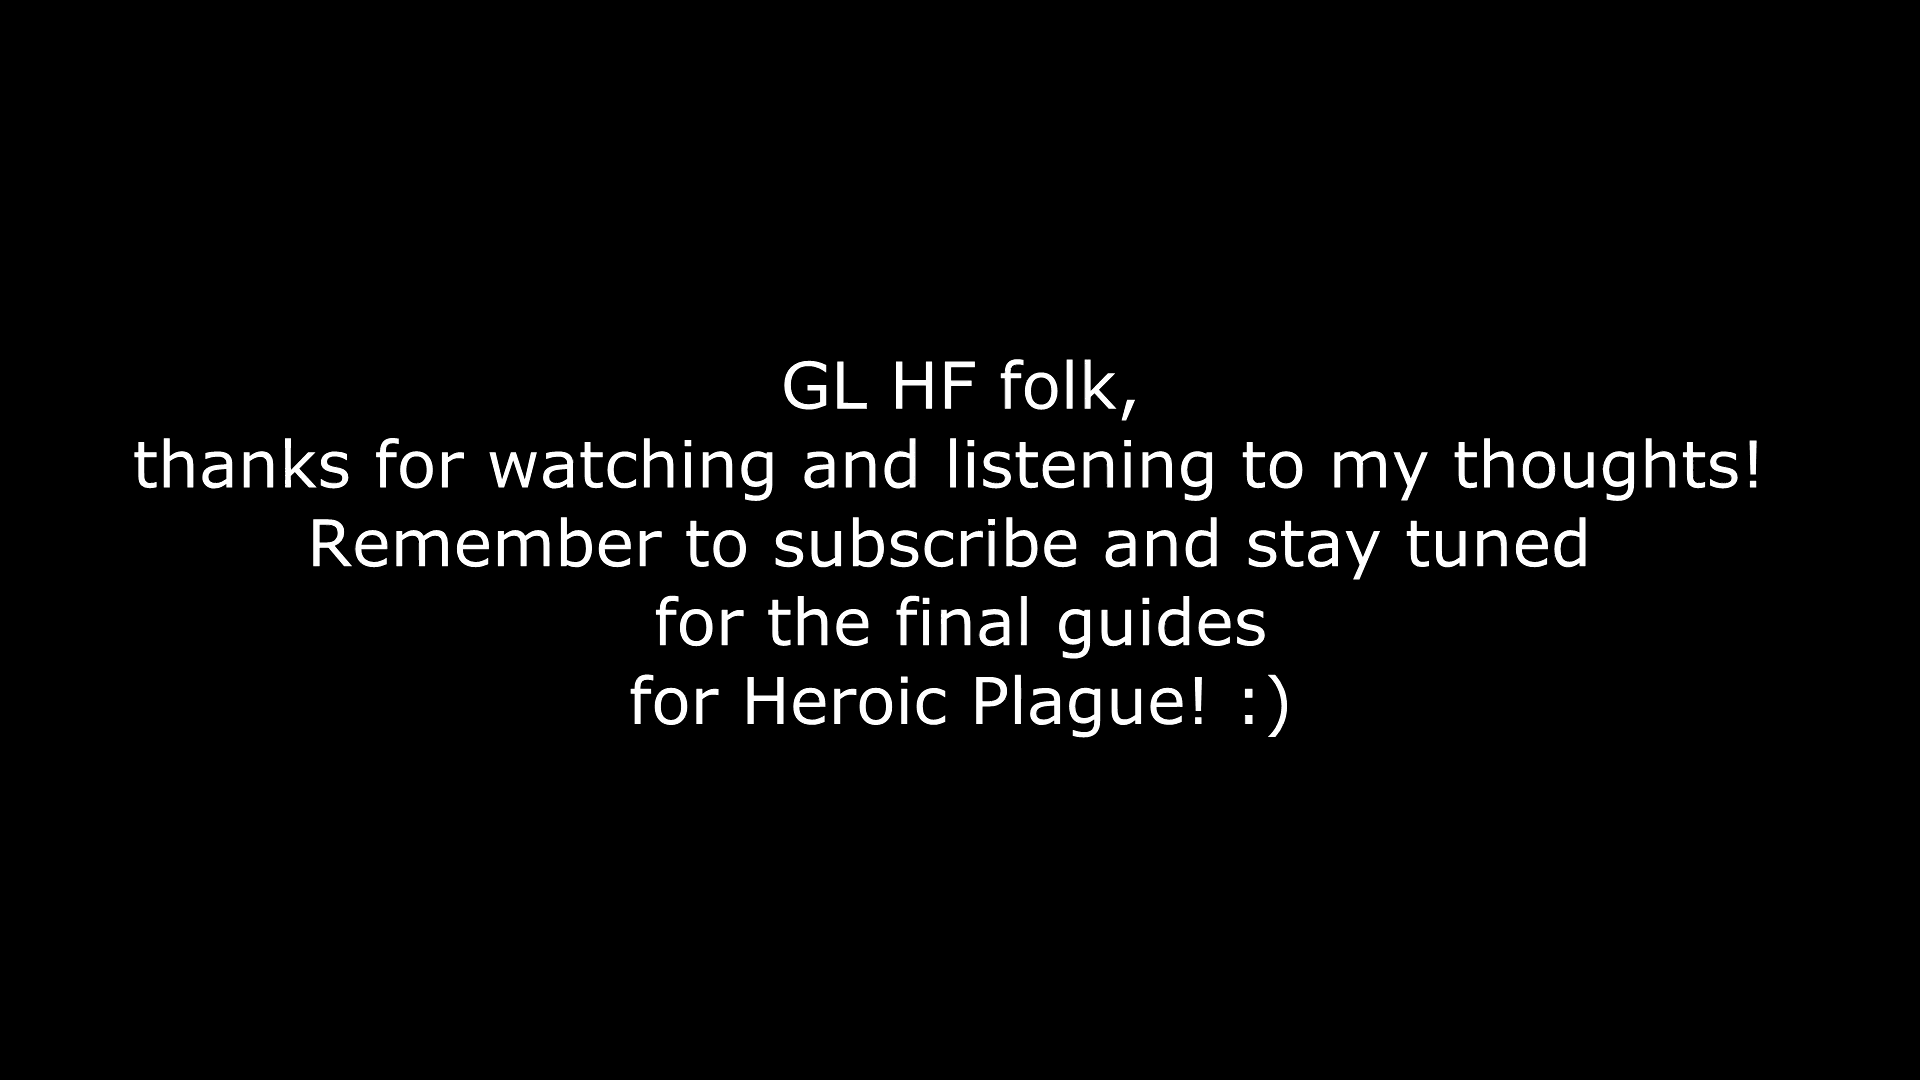 GL HF folk,
thanks for watching and listening to my thoughts!
Remember to subscribe and stay tuned
for the final guides
for Heroic Plague! :)